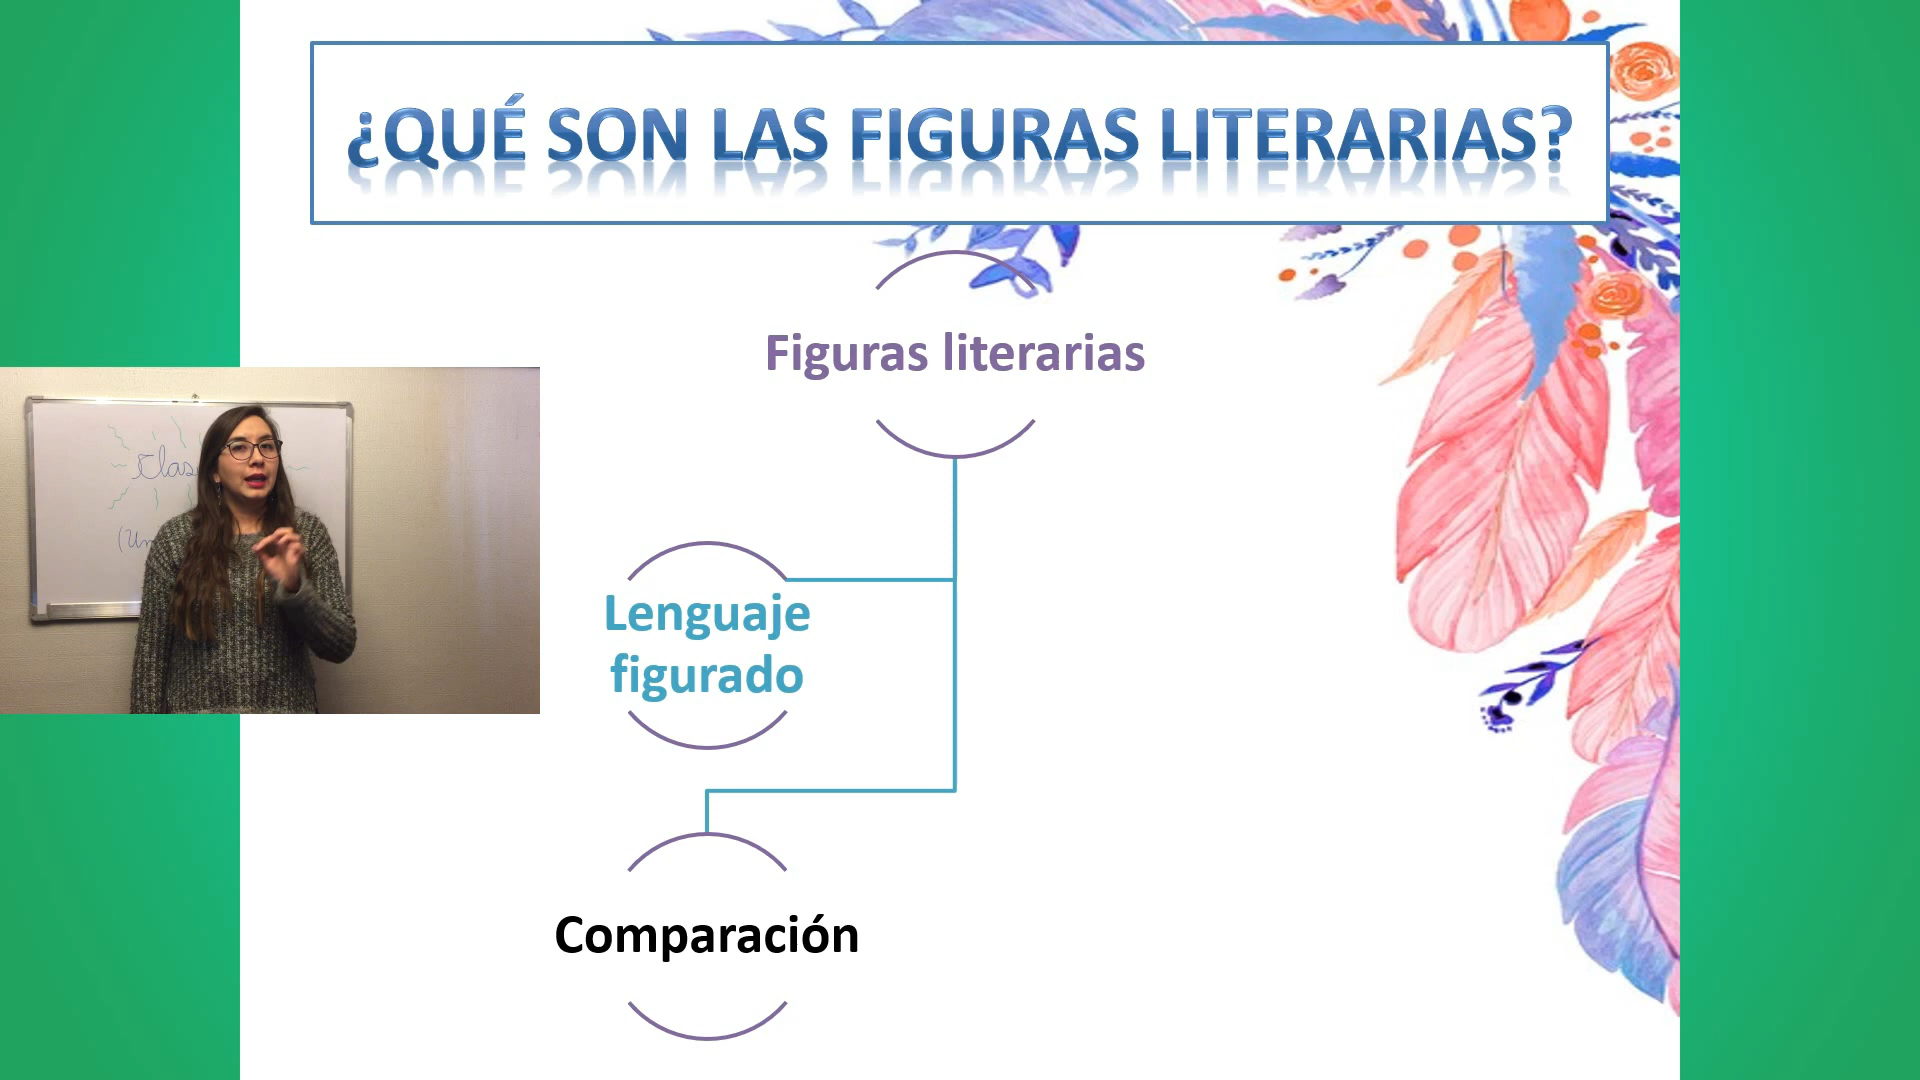 ¿QUÉ SON LAS FIGURAS LITERARIAS?
Figuras literarias
Lenguaje
figurado
Comparación